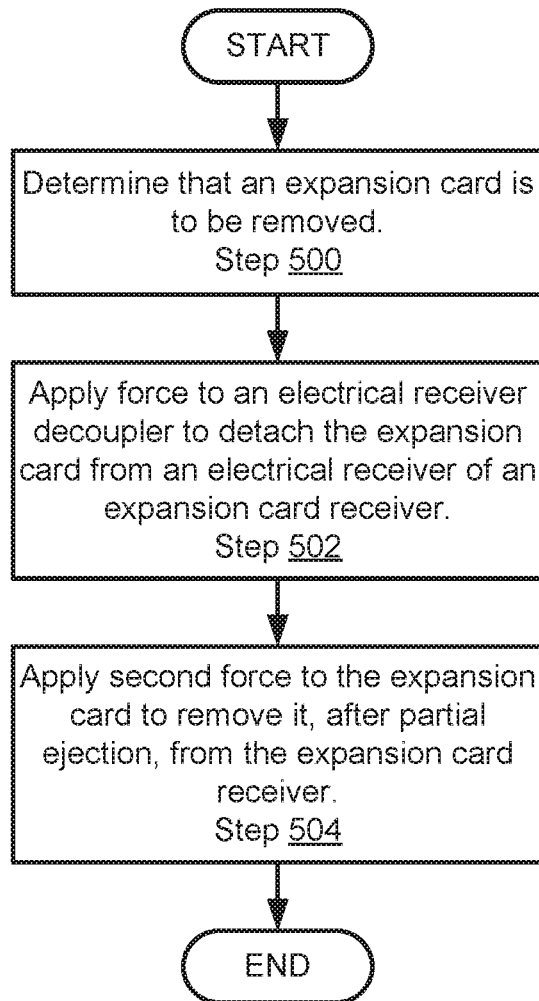 START
Determine that an expansion card is
to be removed.
Step 500
Apply force to an electrical receiver
decoupler to detach the expansion
card from an electrical receiver of an
expansion card receiver.
Step 502
Apply second force to the expansion
card to remove it, after partial
ejection, from the expansion card
receiver.
Step 504
END